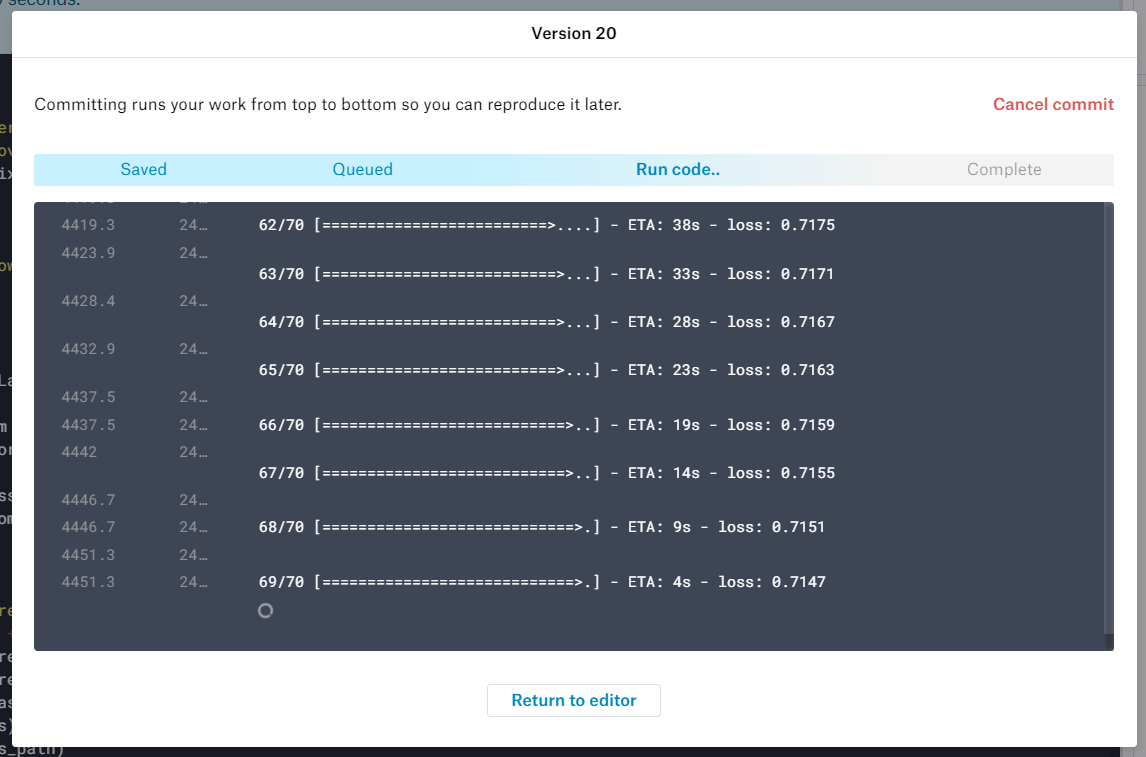 seconds.
Version 20
Committing runs your work from top to bottom so you can reproduce it later.
Cancel commit
Saved Queued Run code.. Complete
4419.3 24… 62/70 [=========================>....] - ETA: 38s - loss: 0.7175
4423.9 24…
63/70 [==========================>...] - ETA: 33s - loss: 0.7171
4428.4 24…
64/70 [==========================>...] - ETA: 28s - loss: 0.7167
4432.9 24…
65/70 [==========================>...] - ETA: 23s - loss: 0.7163
4437.5 24…
4437.5 24… 66/70 [===========================>..] - ETA: 19s - loss: 0.7159
4442 24…
67/70 [===========================>..] - ETA: 14s - loss: 0.7155
4446.7 24…
4446.7 24… 68/70 [============================>.] - ETA: 9s - loss: 0.7151
4451.3 24…
4451.3 24… 69/70 [============================>.] - ETA: 4s - loss: 0.7147
Return to editor
s_path)